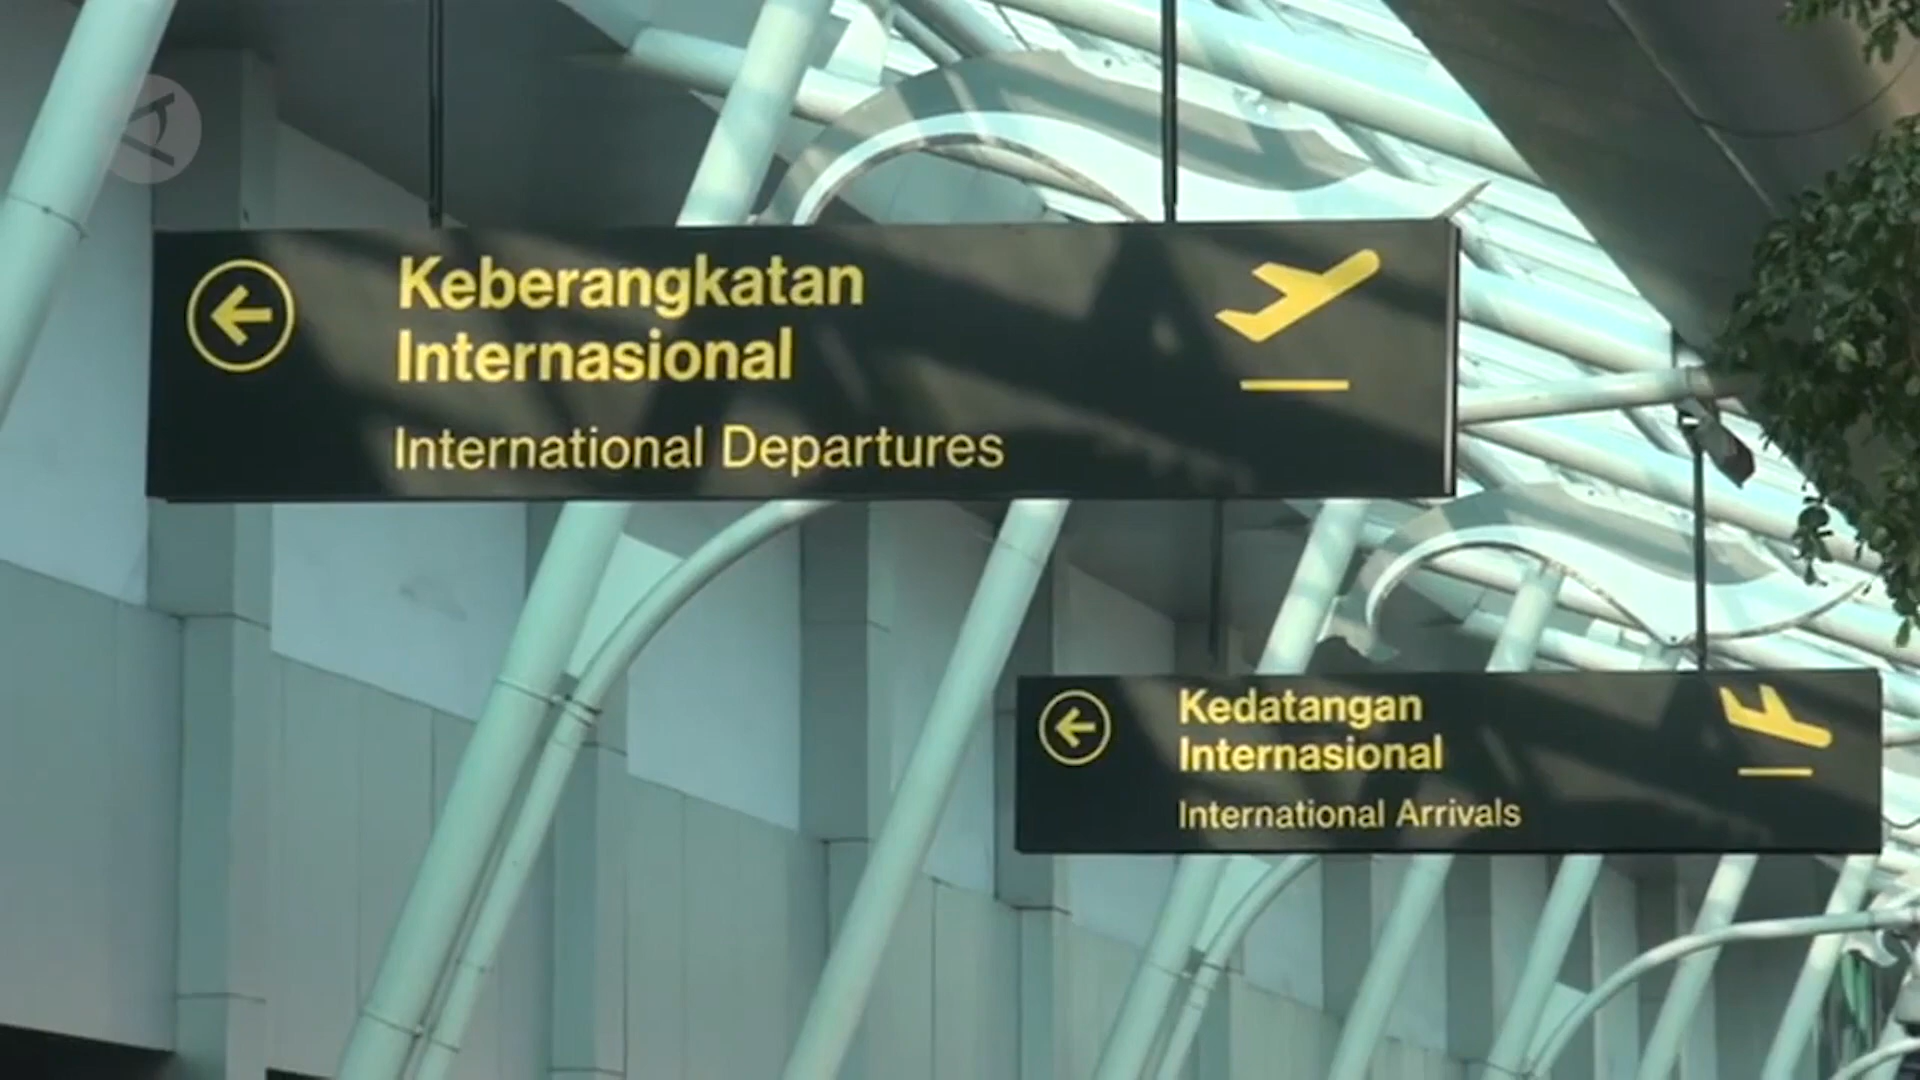 Keberangkatan
Internasional
International Departures
Kedatangan
Internasional
International Arrivals